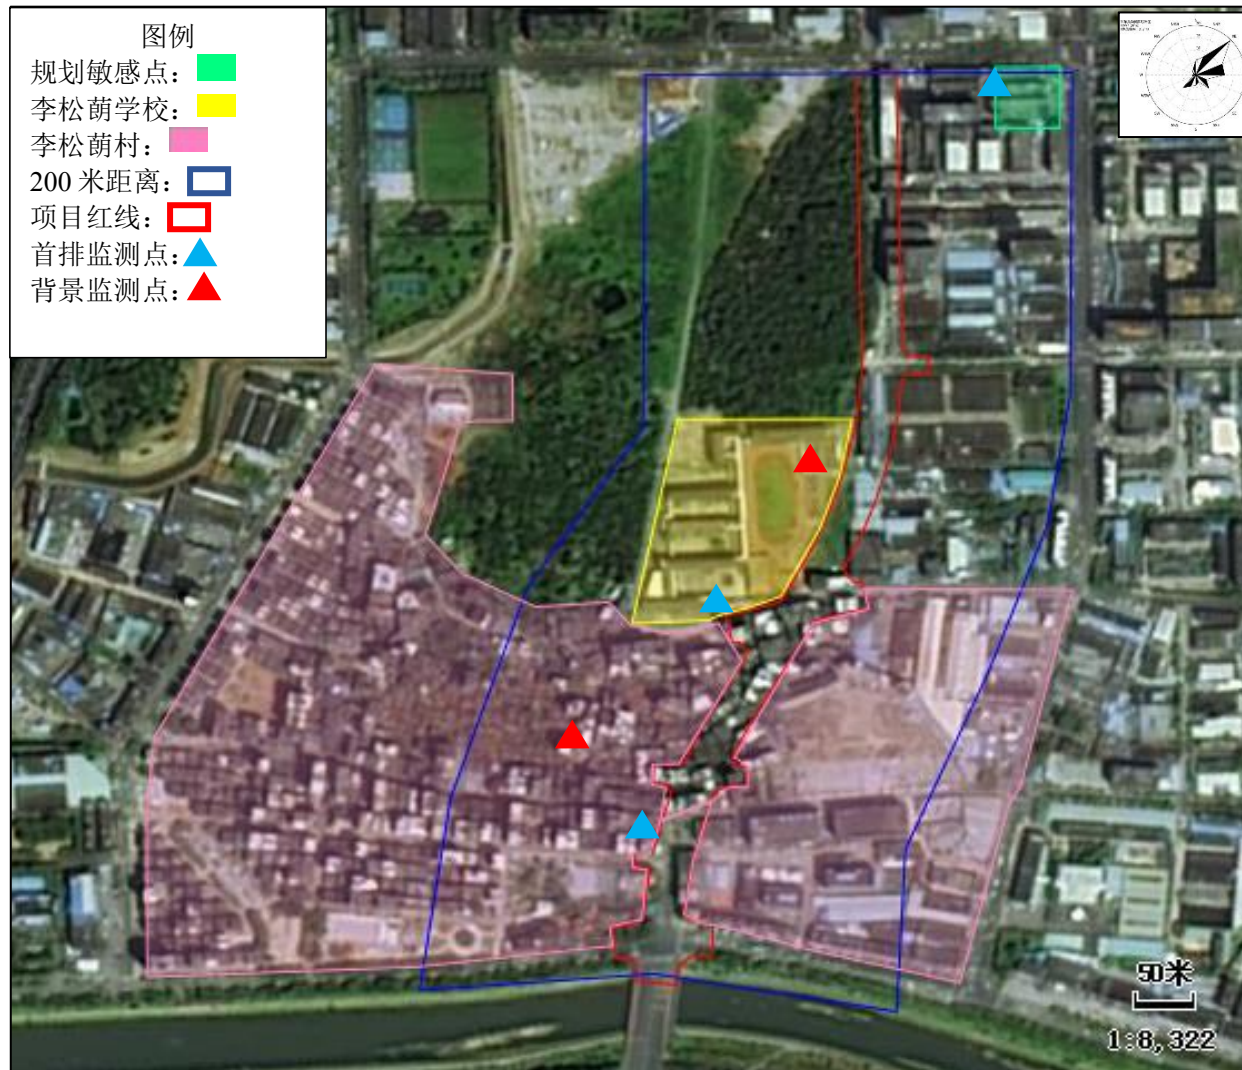 图例
规划敏感点：
李松蓢学校：
李松蓢村：
200 米距离：
项目红线：
首排监测点：
背景监测点：
50米
1:8,322